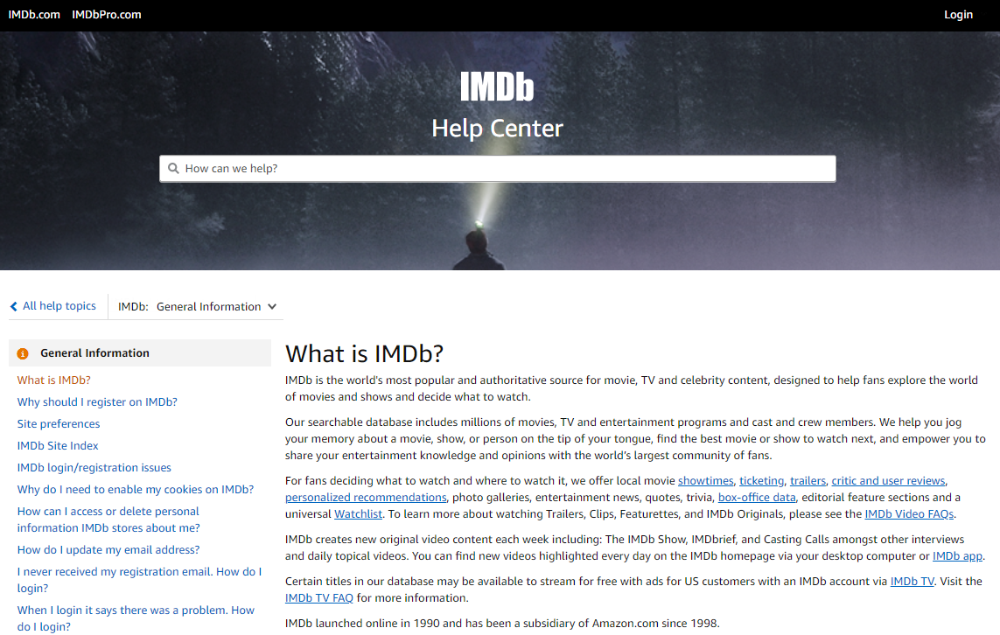 IMDb.com IMDbPro.com Login
IMDb
Help Center
How can we help?
All help topics
IMDb: General Information
General Information
What is IMDb?
Why should I register on IMDb?
Site preferences
IMDb Site Index
IMDb login/registration issues
Why do I need to enable my cookies on IMDb?
How can I access or delete personal
information IMDb stores about me?
How do I update my email address?
I never received my registration email. How do I
login?
When I login it says there was a problem. How
do I login?
What is IMDb?
IMDb is the world's most popular and authoritative source for movie, TV and celebrity content, designed to help fans explore the world
of movies and shows and decide what to watch.
Our searchable database includes millions of movies, TV and entertainment programs and cast and crew members. We help you jog
your memory about a movie, show, or person on the tip of your tongue, find the best movie or show to watch next, and empower you to
share your entertainment knowledge and opinions with the world’s largest community of fans.
For fans deciding what to watch and where to watch it, we offer local movie showtimes, ticketing, trailers, critic and user reviews,
personalized recommendations, photo galleries, entertainment news, quotes, trivia, box-office data, editorial feature sections and a
universal Watchlist. To learn more about watching Trailers, Clips, Featurettes, and IMDb Originals, please see the IMDb Video FAQs.
IMDb creates new original video content each week including: The IMDb Show, IMDbrief, and Casting Calls amongst other interviews
and daily topical videos. You can find new videos highlighted every day on the IMDb homepage via your desktop computer or IMDb app.
Certain titles in our database may be available to stream for free with ads for US customers with an IMDb account via IMDb TV. Visit the
IMDb TV FAQ for more information.
IMDb launched online in 1990 and has been a subsidiary of Amazon.com since 1998.